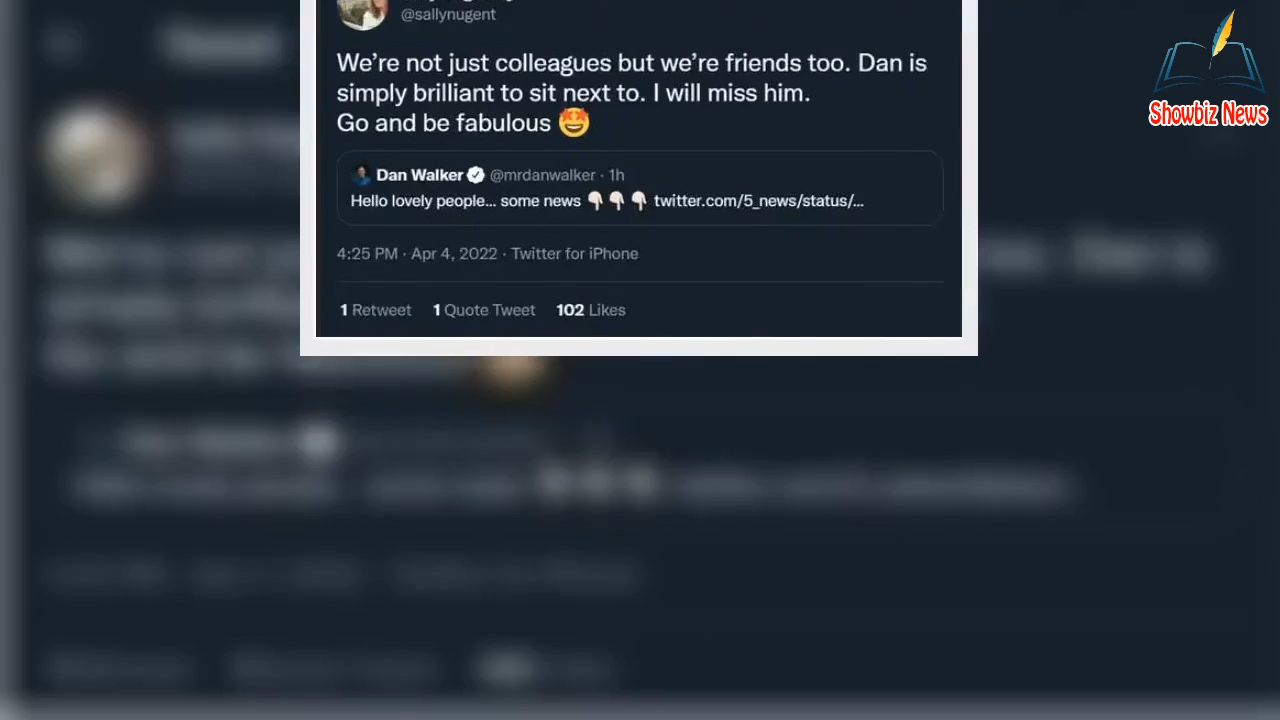 @sallynugent
We’re not just colleagues but we’re friends too. Dan is
simply brilliant to sit next to. I will miss him.
Go and be fabulous 🤩
Dan Walker @mrdanwalker · 1h
Hello lovely people... some news 👇🏻👇🏻👇🏻 twitter.com/5_news/status/...
4:25 PM · Apr 4, 2022 · Twitter for iPhone
1 Retweet 1 Quote Tweet 102 Likes
Showbiz News